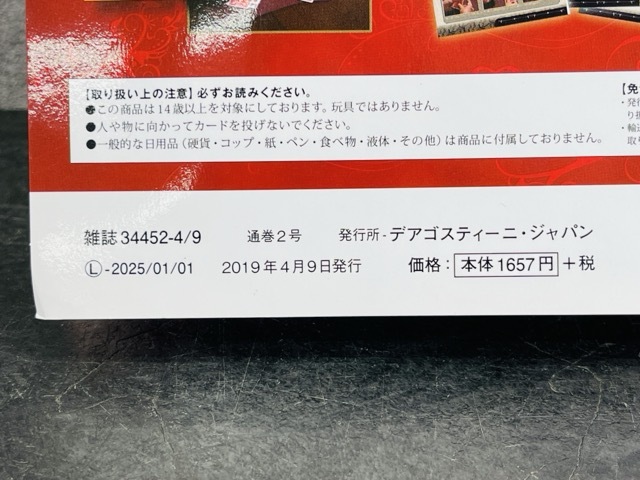 【取り扱い上の注意】必ずお読みください。
●この商品は14歳以上を対象にしております。玩具ではありません。
●人や物に向かってカードを投げないでください。
●一般的な日用品（硬貨・コップ・紙・ペン・食べ物・液体・その他）は商品に付属しておりません。
【免
・発
り扱
・輸
取り
雑誌 34452-4/9 通巻2号 発行所 - デアゴスティーニ・ジャパン
Ⓛ-2025/01/01 2019年4月9日発行 価格： 本体1657円 +税